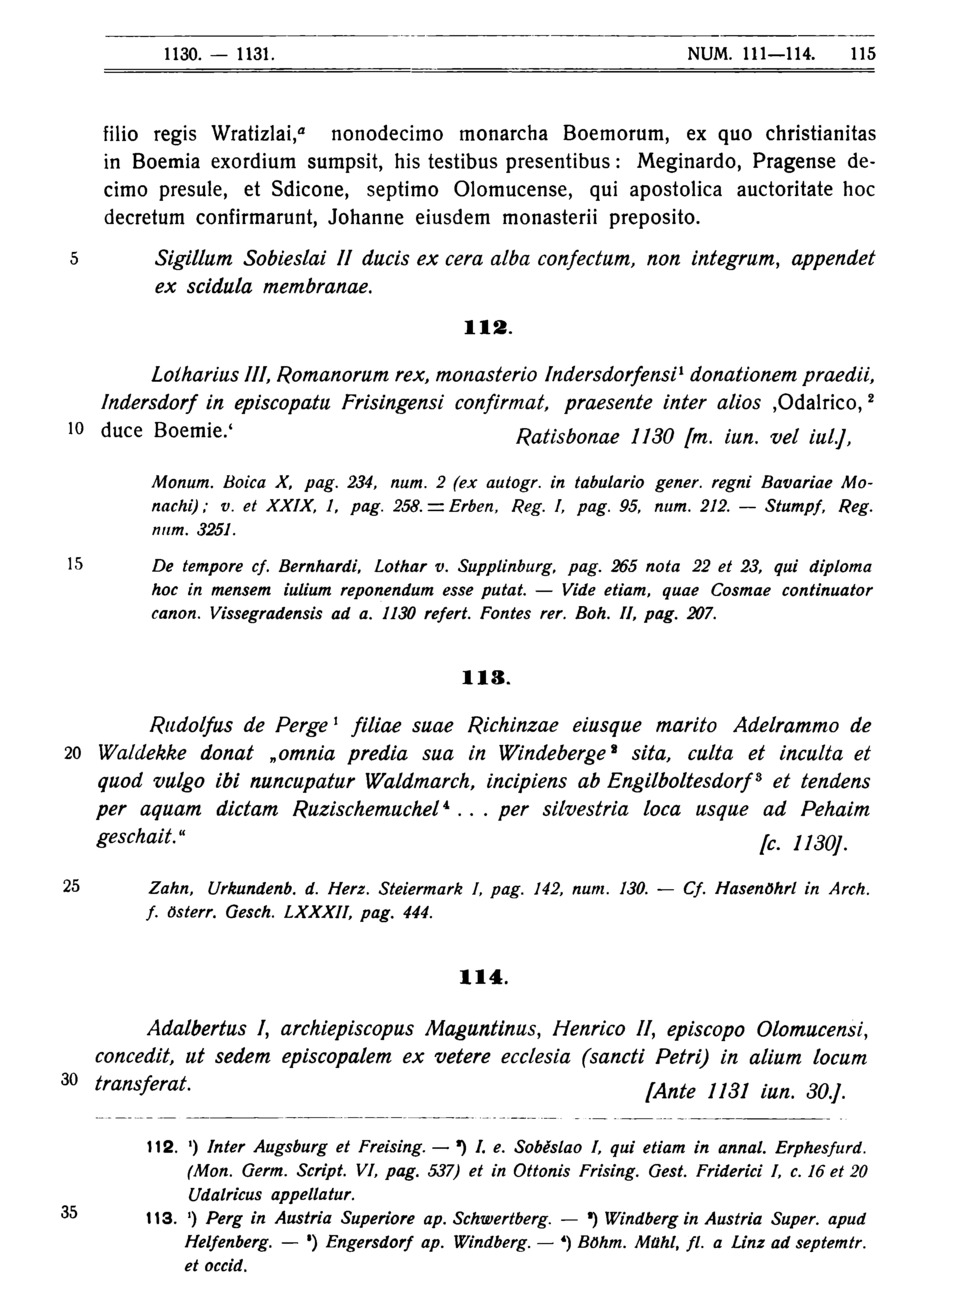 1130. — 1131. NUM. 111—114. 115
filio regis Wratizlai,ª nonodecimo monarcha Boemorum, ex quo christianitas
in Boemia exordium sumpsit, his testibus presentibus: Meginardo, Pragense de-
cimo presule, et Sdicone, septimo Olomucense, qui apostolica auctoritate hoc
decretum confirmarunt, Johanne eiusdem monasterii preposito.
5 Sigillum Sobieslai II ducis ex cera alba confectum, non integrum, appendet
ex scidula membranae.
112.
Lotharius III, Romanorum rex, monasterio Indersdorfensi¹ donationem praedii,
Indersdorf in episcopatu Frisingensi confirmat, praesente inter alios ‚Odalrico,²
10 duce Boemie.‘ Ratisbonae 1130 [m. iun. vel iul.],
Monum. Boica X, pag. 234, num. 2 (ex autogr. in tabulario gener. regni Bavariae Mo-
nachi); v. et XXIX, 1, pag. 258. = Erben, Reg. I, pag. 95, num. 212. — Stumpf, Reg.
num. 3251.
15 De tempore cf. Bernhardi, Lothar v. Supplinburg, pag. 265 nota 22 et 23, qui diploma
hoc in mensem iulium reponendum esse putat. — Vide etiam, quae Cosmae continuator
canon. Vissegradensis ad a. 1130 refert. Fontes rer. Boh. II, pag. 207.
113.
Rudolfus de Perge¹ filiae suae Richinzae eiusque marito Adelrammo de
20 Waldekke donat „omnia predia sua in Windeberge² sita, culta et inculta et
quod vulgo ibi nuncupatur Waldmarch, incipiens ab Engilboltesdorf³ et tendens
per aquam dictam Ruzischemuchel⁴ . . . per silvestria loca usque ad Pehaim
geschait.“ [c. 1130].
25 Zahn, Urkundenb. d. Herz. Steiermark I, pag. 142, num. 130. — Cf. Hasenöhrl in Arch.
f. österr. Gesch. LXXXII, pag. 444.
114.
Adalbertus I, archiepiscopus Maguntinus, Henrico II, episcopo Olomucensi,
concedit, ut sedem episcopalem ex vetere ecclesia (sancti Petri) in alium locum
30 transferat. [Ante 1131 iun. 30.].
112. ¹) Inter Augsburg et Freising. — ²) I. e. Soběslao I, qui etiam in annal. Erphesfurd.
(Mon. Germ. Script. VI, pag. 537) et in Ottonis Frising. Gest. Friderici I, c. 16 et 20
Udalricus appellatur.
35 113. ¹) Perg in Austria Superiore ap. Schwertberg. — ²) Windberg in Austria Super. apud
Helfenberg. — ³) Engersdorf ap. Windberg. — ⁴) Böhm. Mühl, fl. a Linz ad septemtr.
et occid.